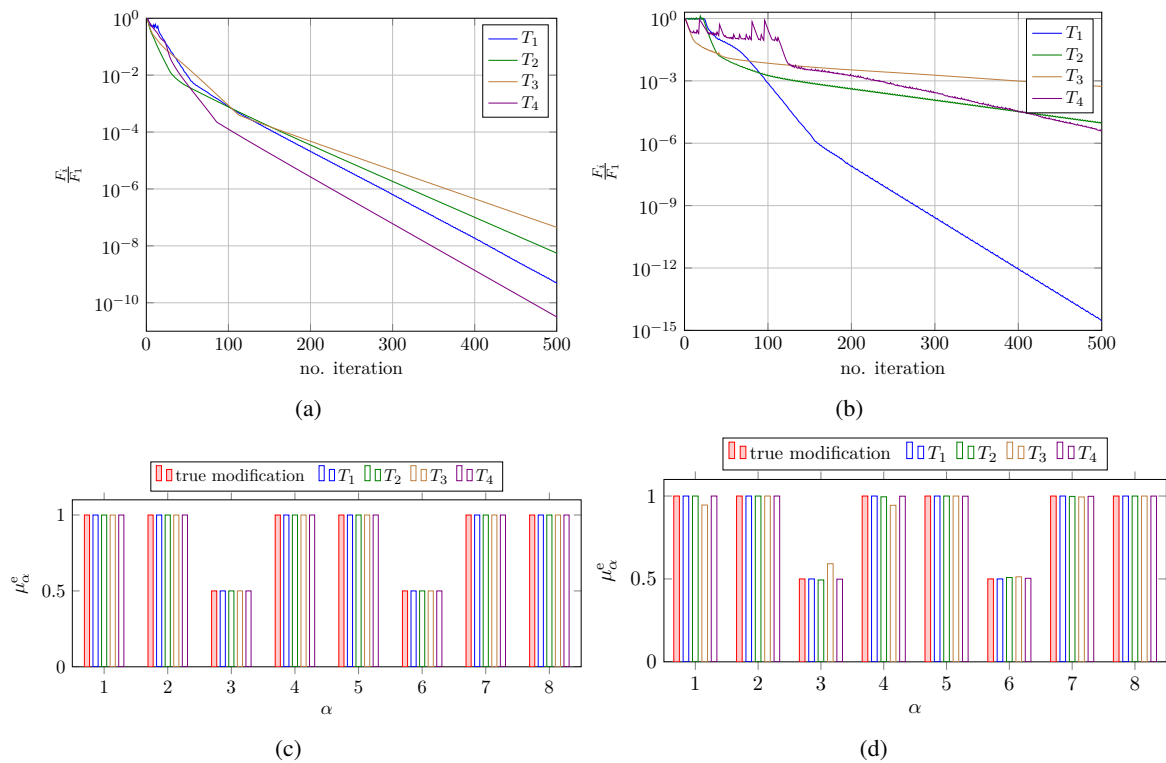 10^0
10^−2
10^−4
10^−6
10^−8
10^−10
F_i/F_1
0 100 200 300 400 500
no. iteration
T_1
T_2
T_3
T_4
(a)
10^0
10^−3
10^−6
10^−9
10^−12
10^−15
F_i/F_1
0 100 200 300 400 500
no. iteration
T_1
T_2
T_3
T_4
(b)
true modification T_1 T_2 T_3 T_4
1
0.5
0
μ_α^e
1 2 3 4 5 6 7 8
α
(c)
true modification T_1 T_2 T_3 T_4
1
0.5
0
μ_α^e
1 2 3 4 5 6 7 8
α
(d)